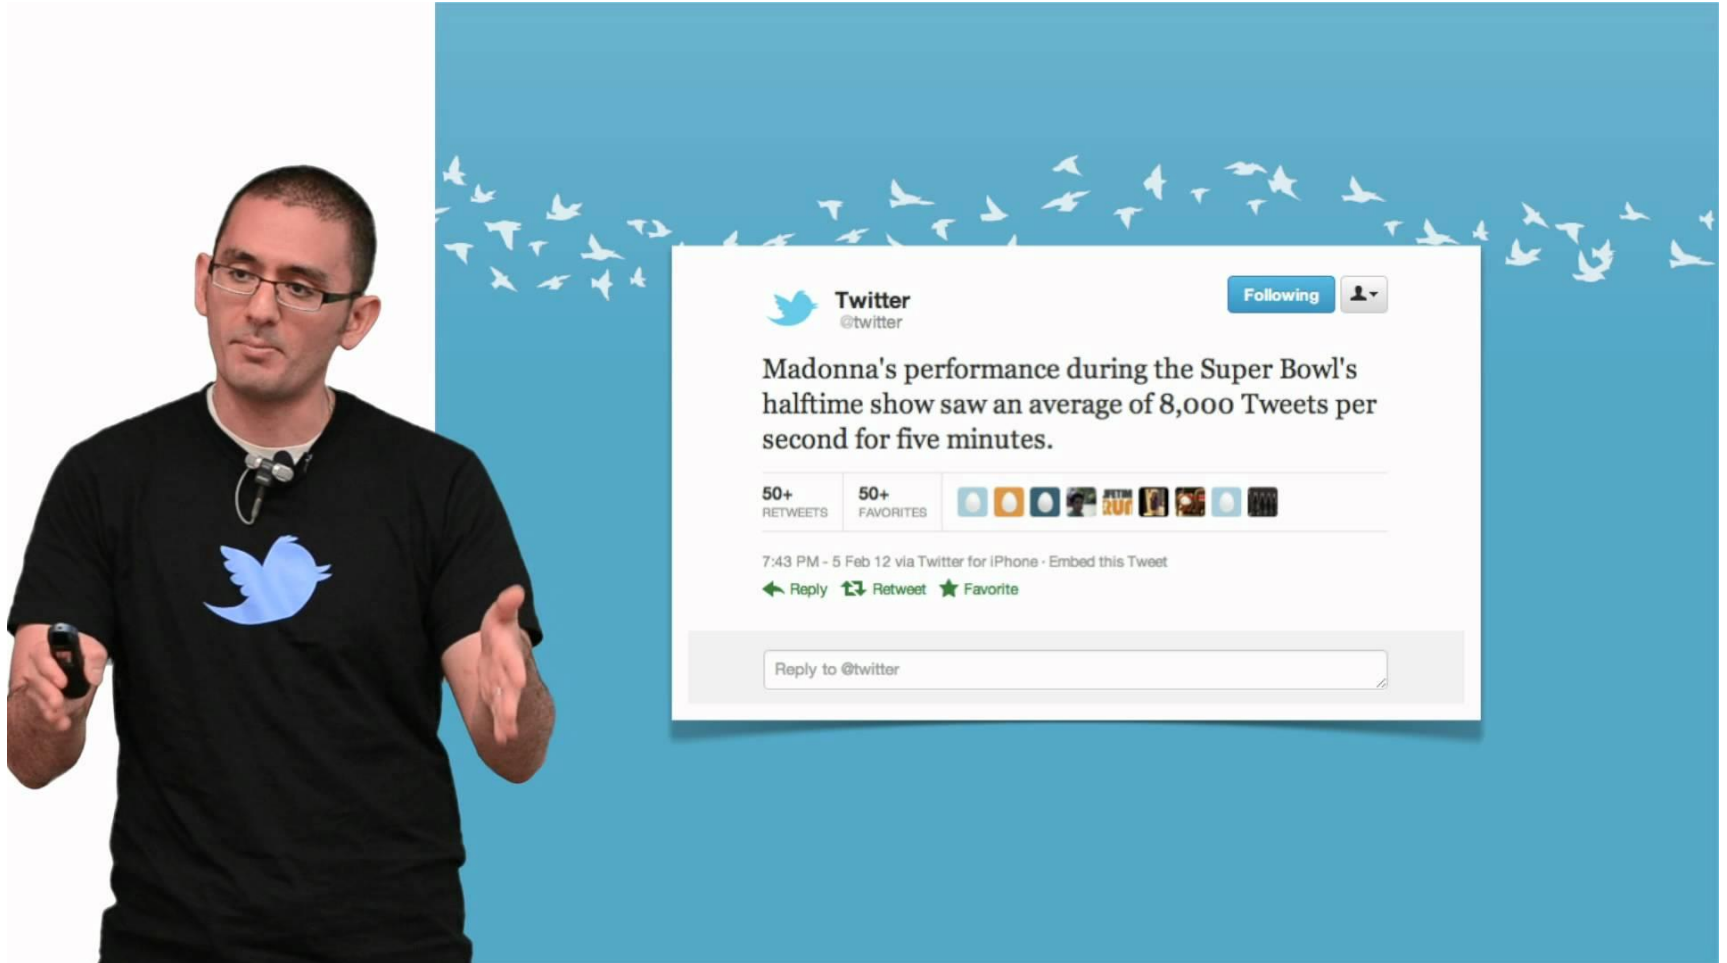 Twitter
@twitter
Following
Madonna's performance during the Super Bowl's
halftime show saw an average of 8,000 Tweets per
second for five minutes.
50+
RETWEETS
50+
FAVORITES
RUN
7:43 PM - 5 Feb 12 via Twitter for iPhone · Embed this Tweet
Reply Retweet Favorite
Reply to @twitter